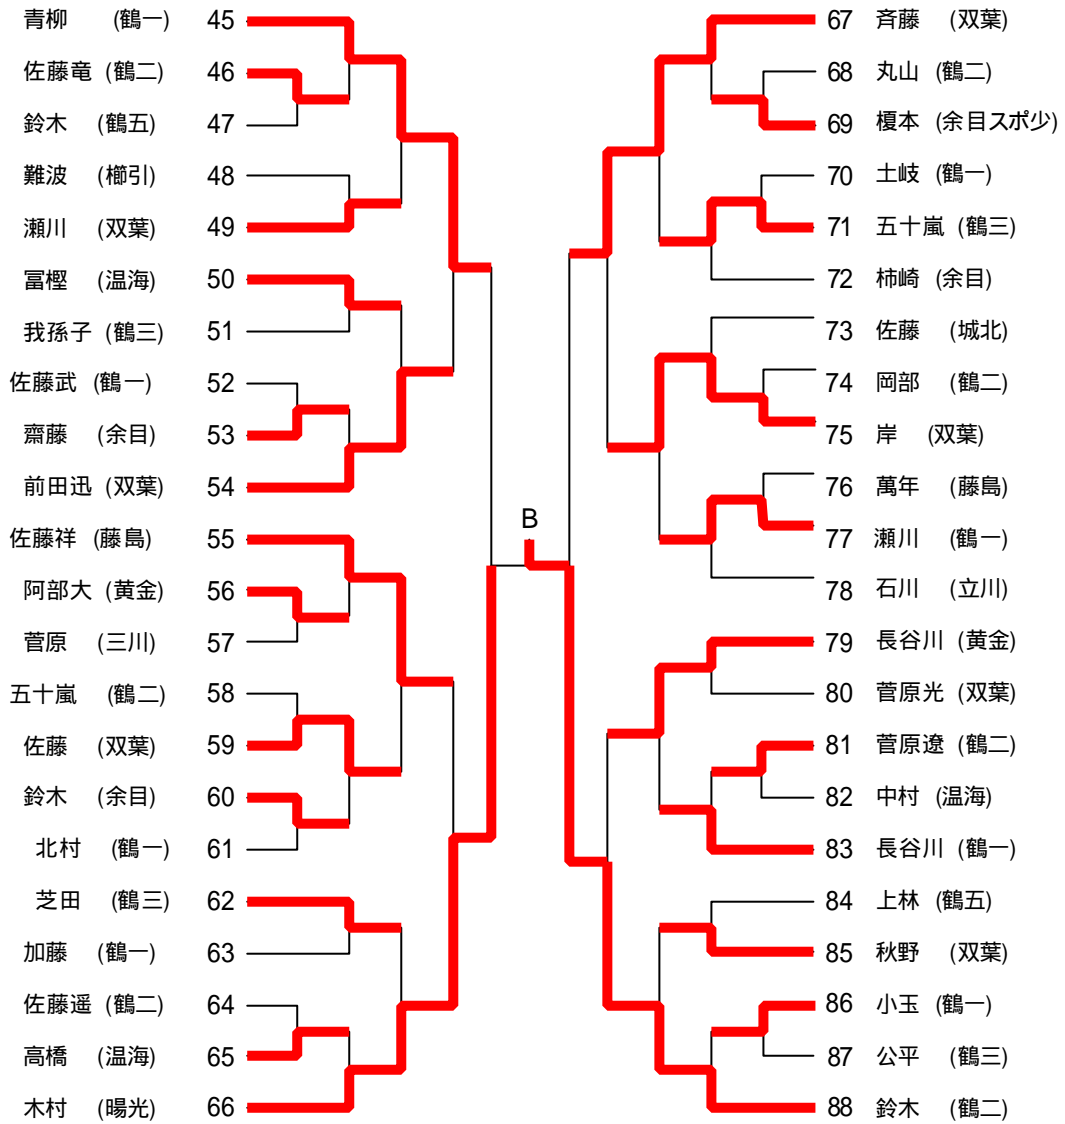 青柳 (鶴一) 45
佐藤竜 (鶴二) 46
鈴木 (鶴五) 47
難波 (櫛引) 48
瀬川 (双葉) 49
冨樫 (温海) 50
我孫子 (鶴三) 51
佐藤武 (鶴一) 52
齋藤 (余目) 53
前田迅 (双葉) 54
佐藤祥 (藤島) 55
阿部大 (黄金) 56
菅原 (三川) 57
五十嵐 (鶴二) 58
佐藤 (双葉) 59
鈴木 (余目) 60
北村 (鶴一) 61
芝田 (鶴三) 62
加藤 (鶴一) 63
佐藤遥 (鶴二) 64
高橋 (温海) 65
木村 (暘光) 66
B
67 斉藤 (双葉)
68 丸山 (鶴二)
69 榎本 (余目スポ少)
70 土岐 (鶴一)
71 五十嵐 (鶴三)
72 柿崎 (余目)
73 佐藤 (城北)
74 岡部 (鶴二)
75 岸 (双葉)
76 萬年 (藤島)
77 瀬川 (鶴一)
78 石川 (立川)
79 長谷川 (黄金)
80 菅原光 (双葉)
81 菅原遼 (鶴二)
82 中村 (温海)
83 長谷川 (鶴一)
84 上林 (鶴五)
85 秋野 (双葉)
86 小玉 (鶴一)
87 公平 (鶴三)
88 鈴木 (鶴二)